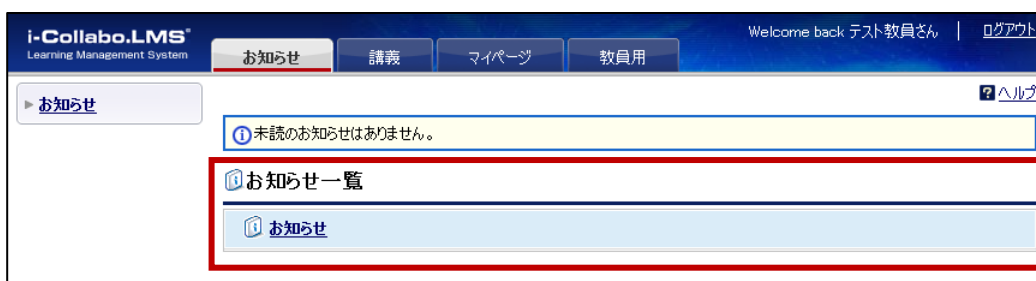 i-Collabo.LMS
Learning Management System
Welcome back テスト教員さん | ログアウト
お知らせ 講義 マイページ 教員用
お知らせ
ヘルプ
未読のお知らせはありません。
お知らせ一覧
お知らせ